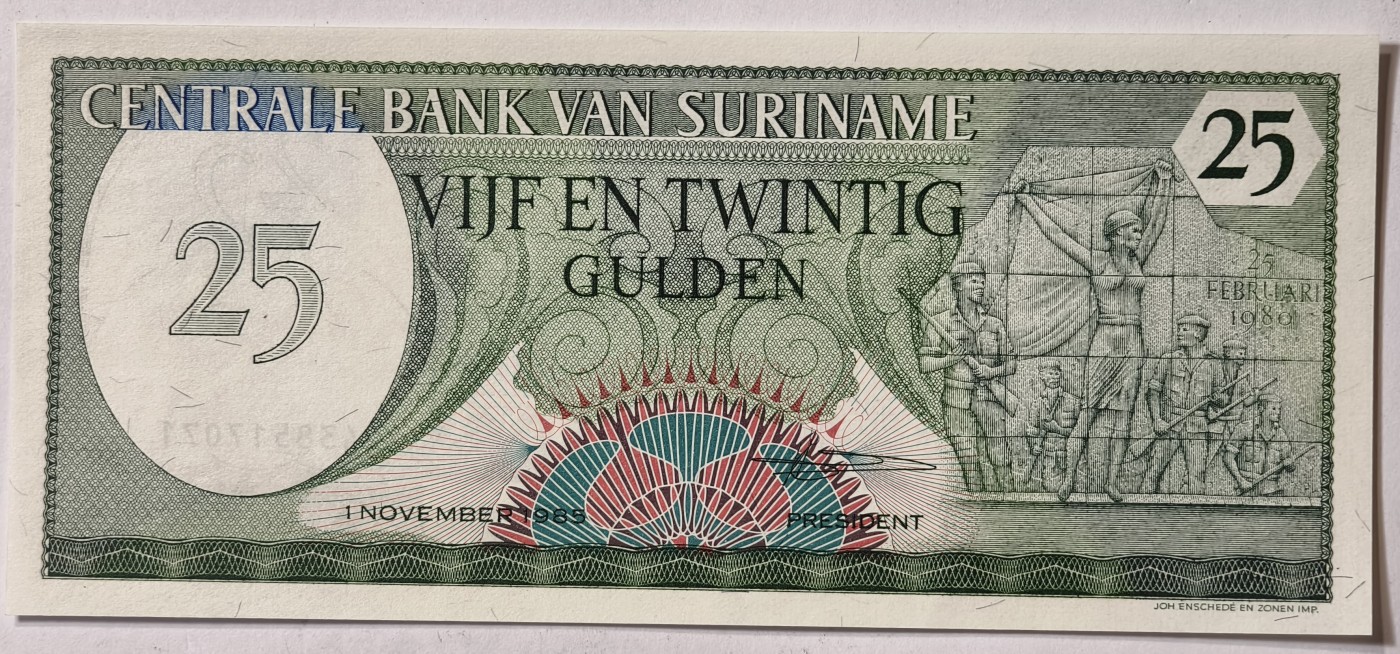 CENTRALE BANK VAN SURINAME
25
VIJF EN TWINTIG
GULDEN
25
25
FEBRUARI
1980
1 NOVEMBER 1985
PRESIDENT
JOH. ENSCHEDÉ EN ZONEN IMP.